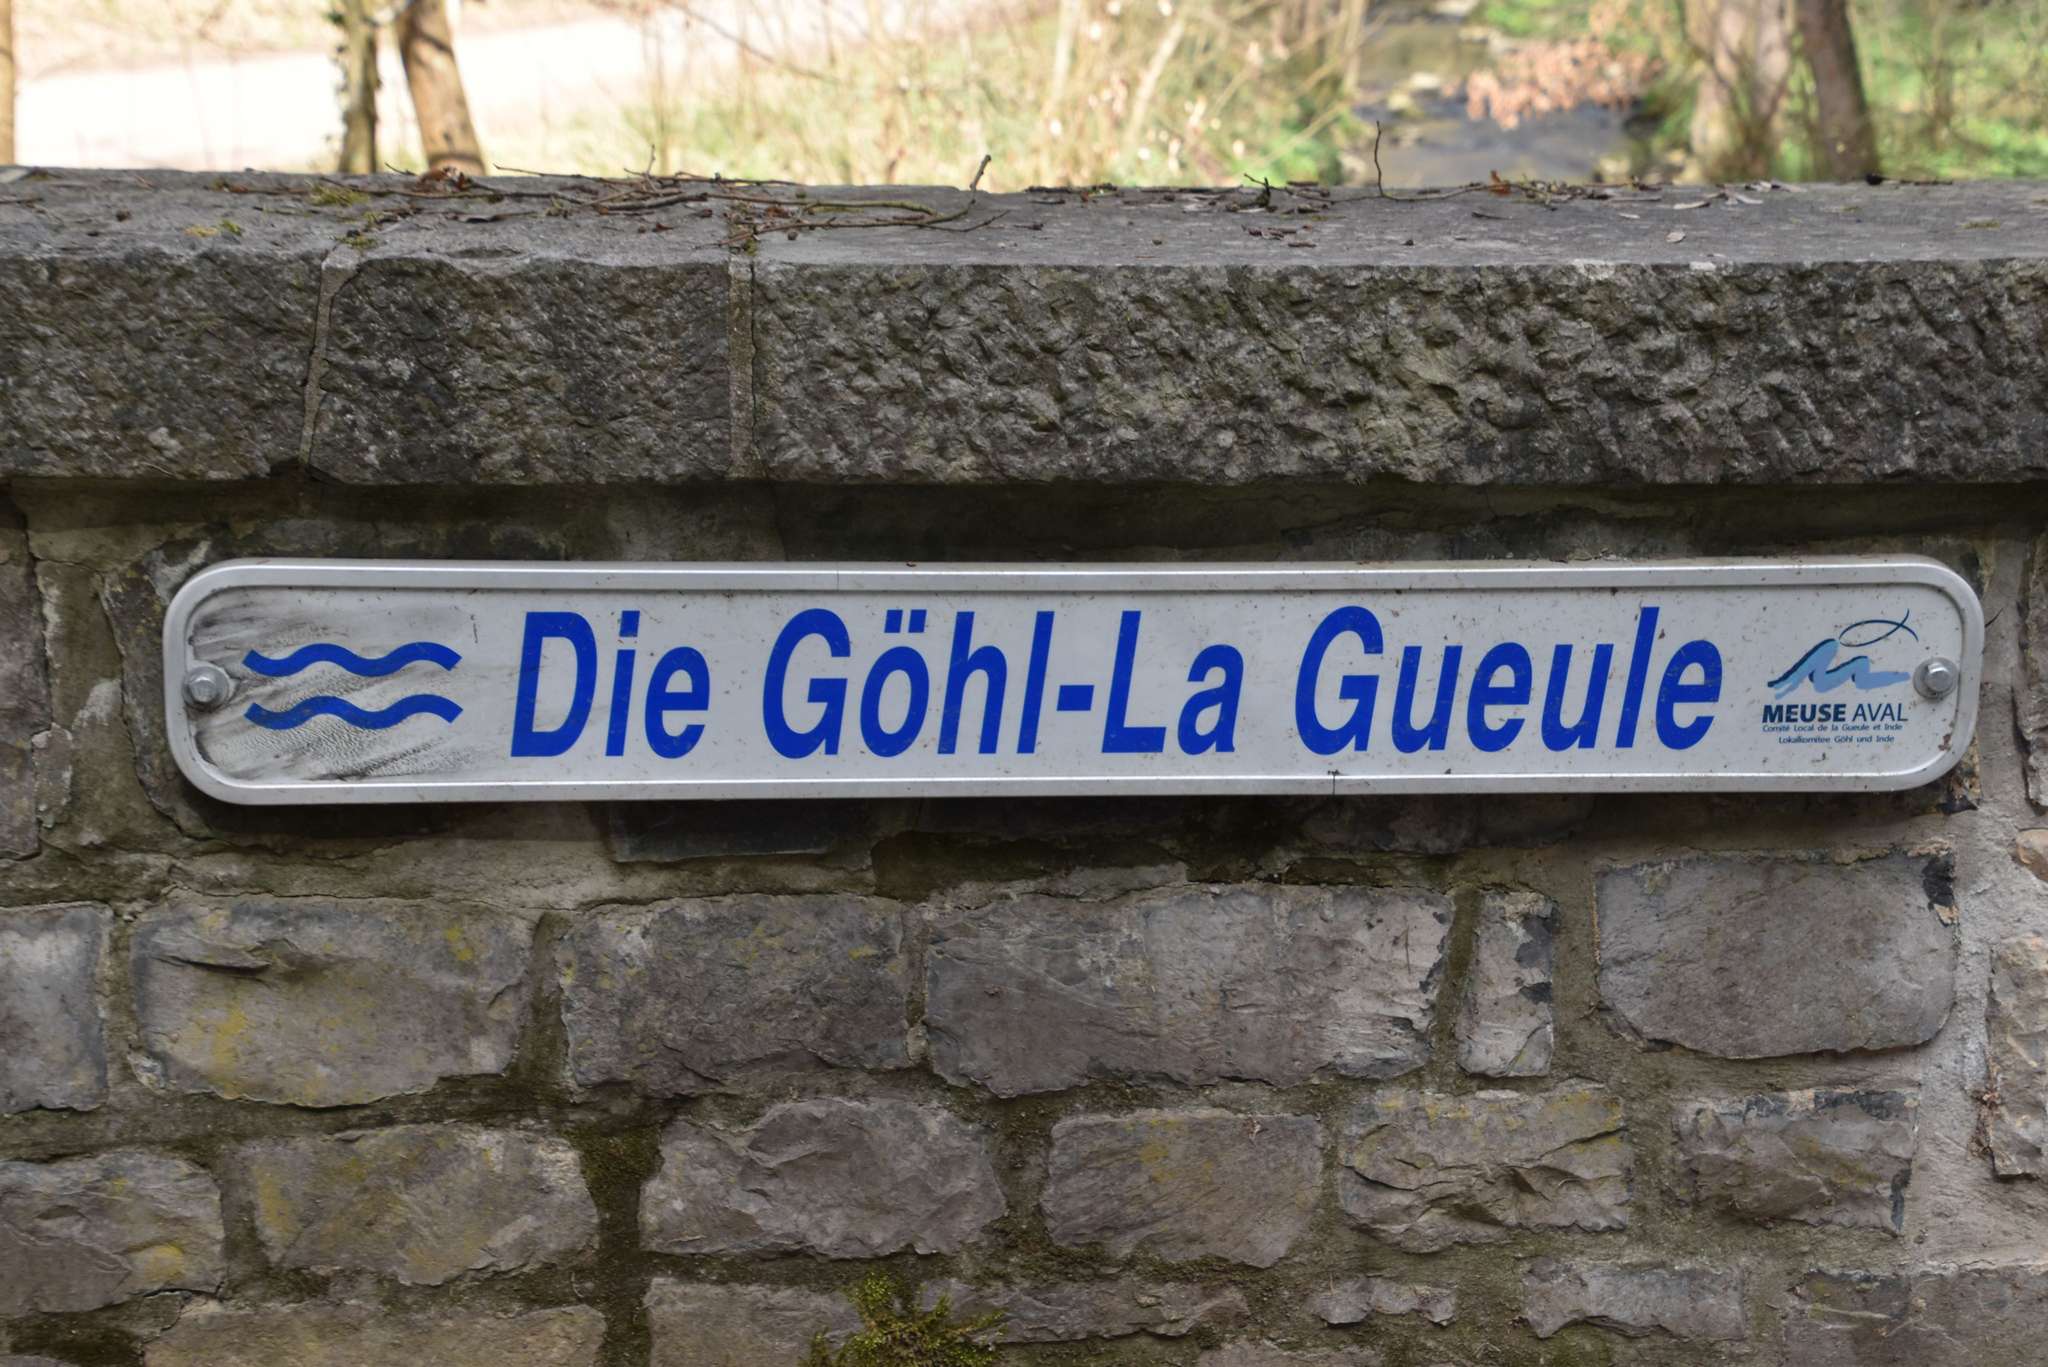 Die Göhl-La Gueule
MEUSE AVAL
Comité Local de la Gueule et Inde
Lokalkomitee Göhl und Inde